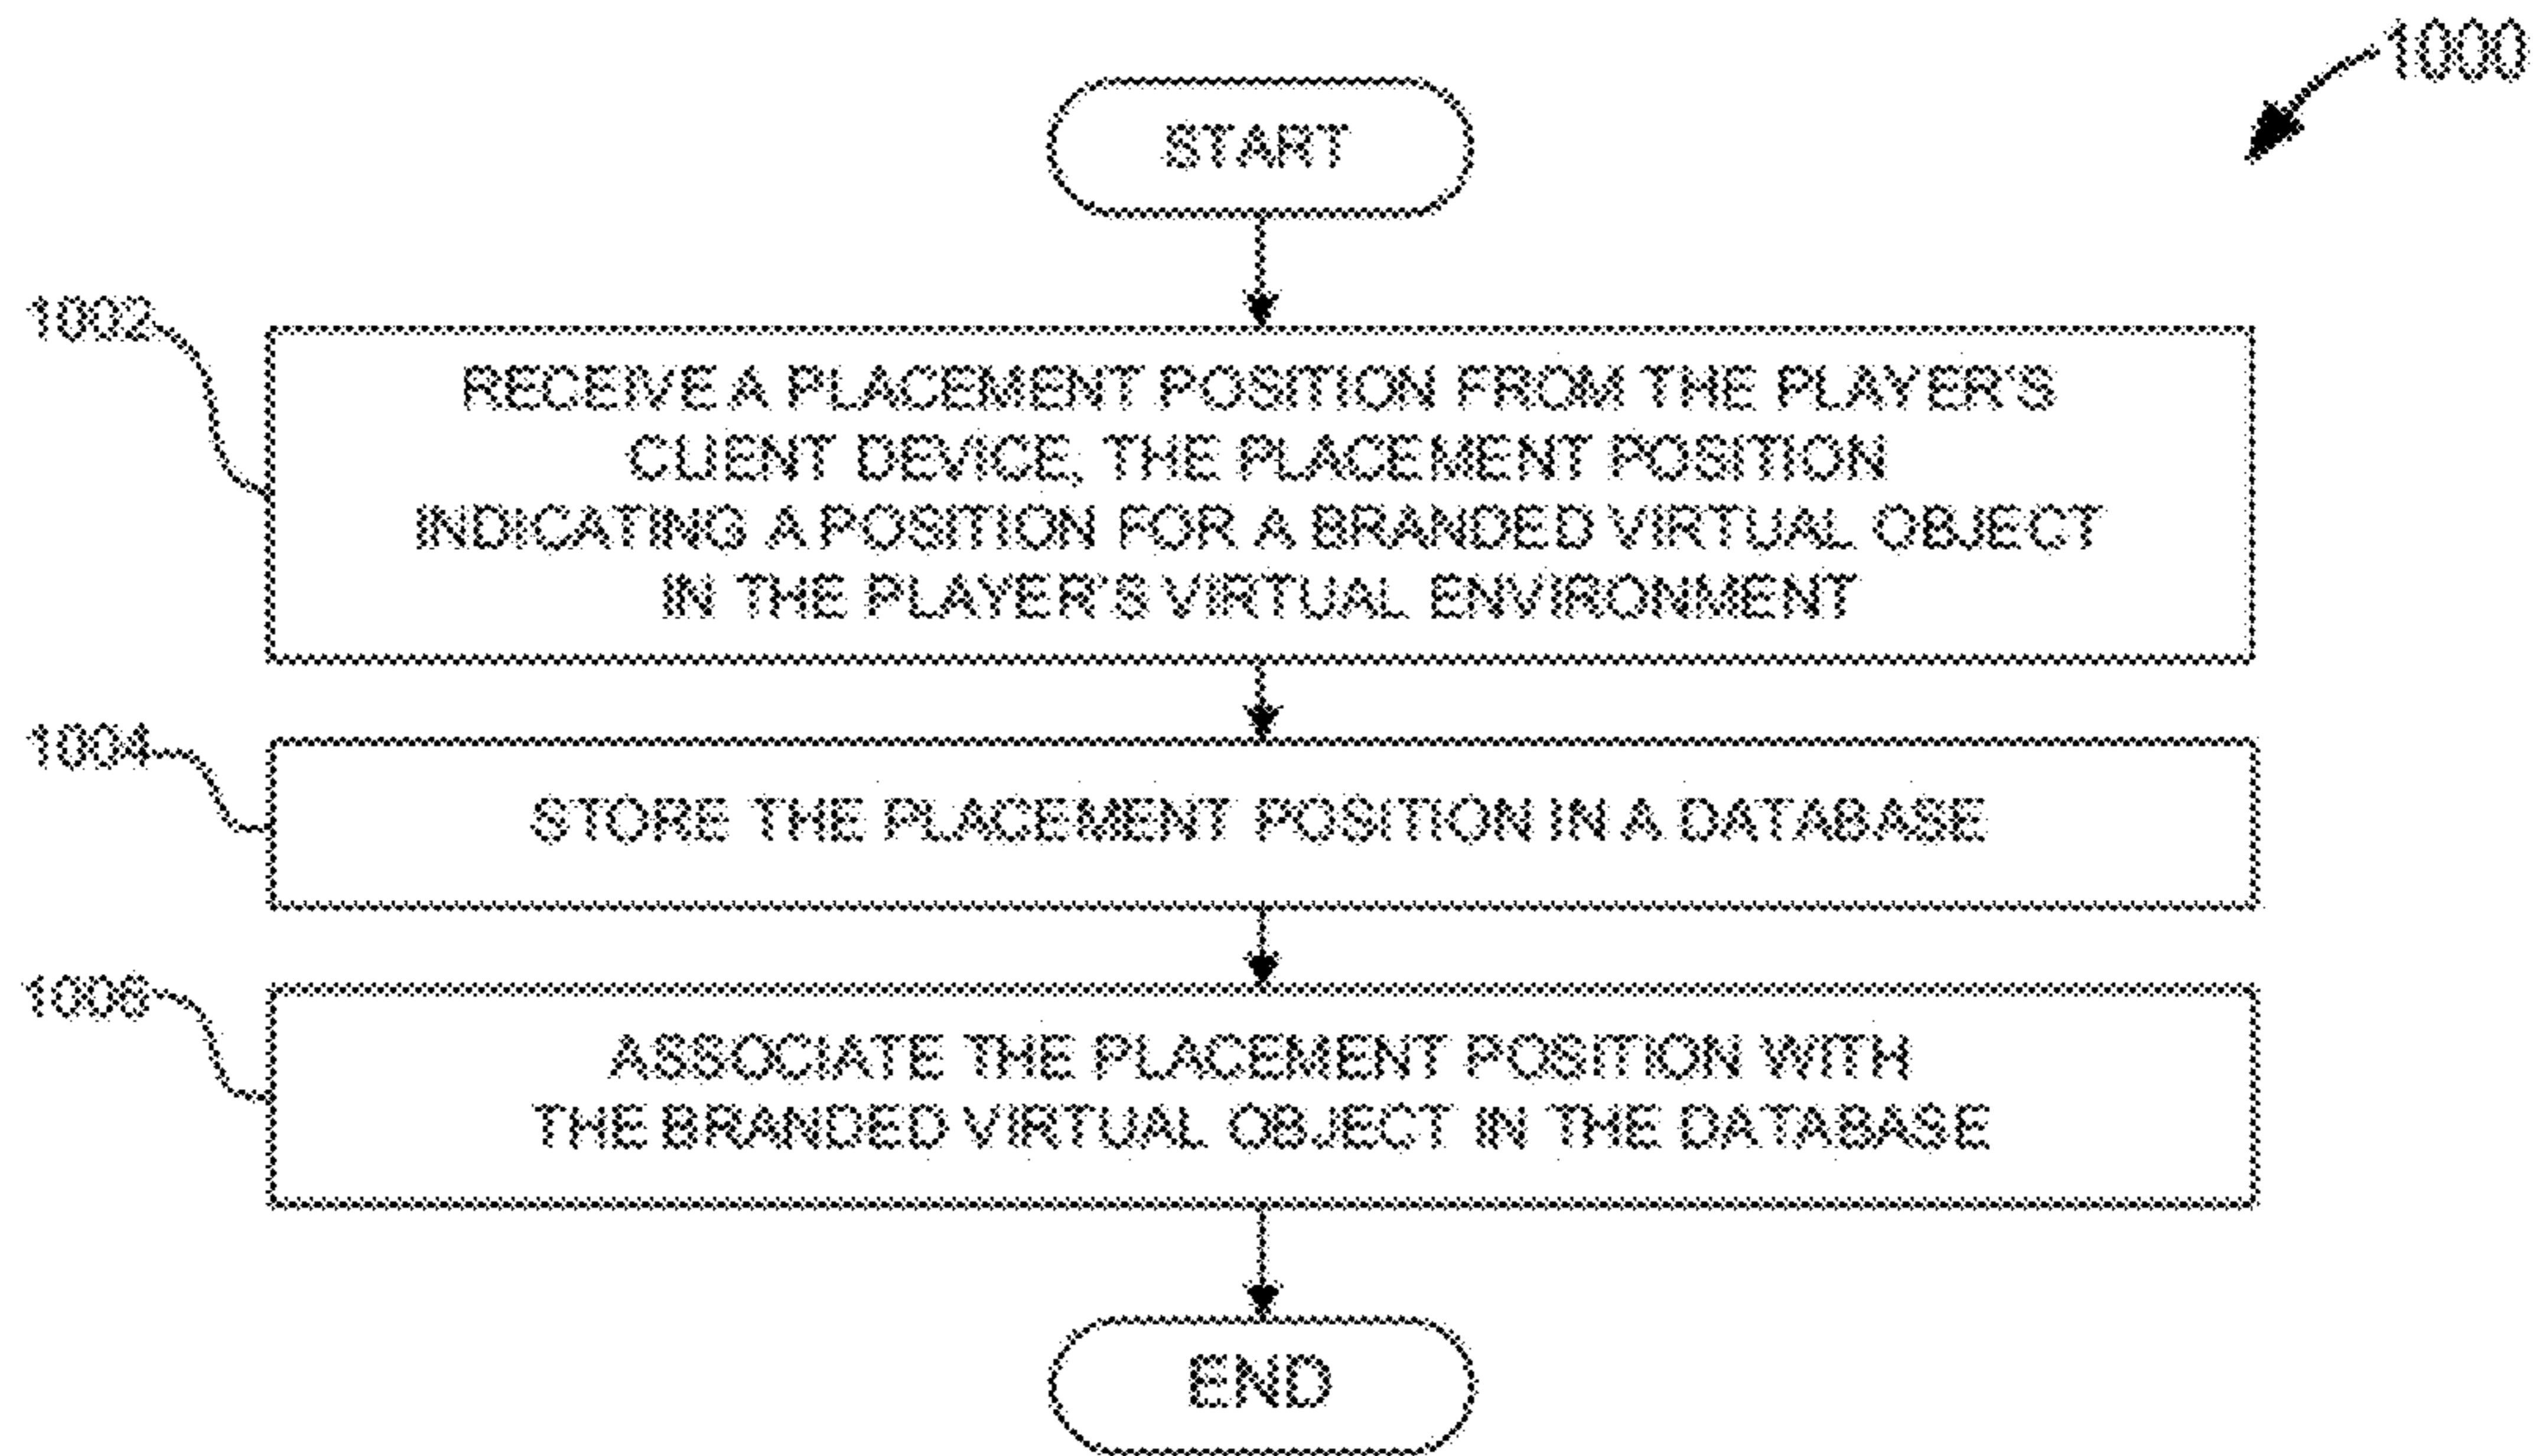 1000
START
1002
RECEIVE A PLACEMENT POSITION FROM THE PLAYER'S
CLIENT DEVICE, THE PLACEMENT POSITION
INDICATING A POSITION FOR A BRANDED VIRTUAL OBJECT
IN THE PLAYER'S VIRTUAL ENVIRONMENT
1004
STORE THE PLACEMENT POSITION IN A DATABASE
1006
ASSOCIATE THE PLACEMENT POSITION WITH
THE BRANDED VIRTUAL OBJECT IN THE DATABASE
END